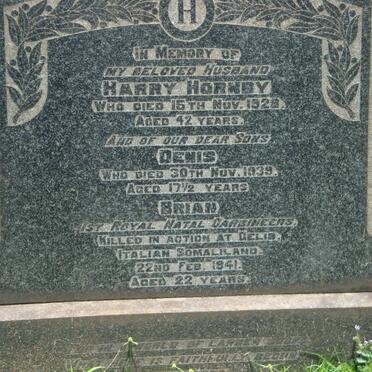 H
IN MEMORY OF
MY BELOVED HUSBAND
HARRY HORNBY
WHO DIED 15TH NOV. 1928.
AGED 42 YEARS.
AND OF OUR DEAR SONS
DENIS
WHO DIED 30TH NOV. 1939.
AGED 17½ YEARS
BRIAN
1ST ROYAL NATAL CARBINEERS
KILLED IN ACTION AT GELIB,
ITALIAN SOMALILAND.
22ND FEB. 1941.
AGED 22 YEARS.
OF
FAITHFUL